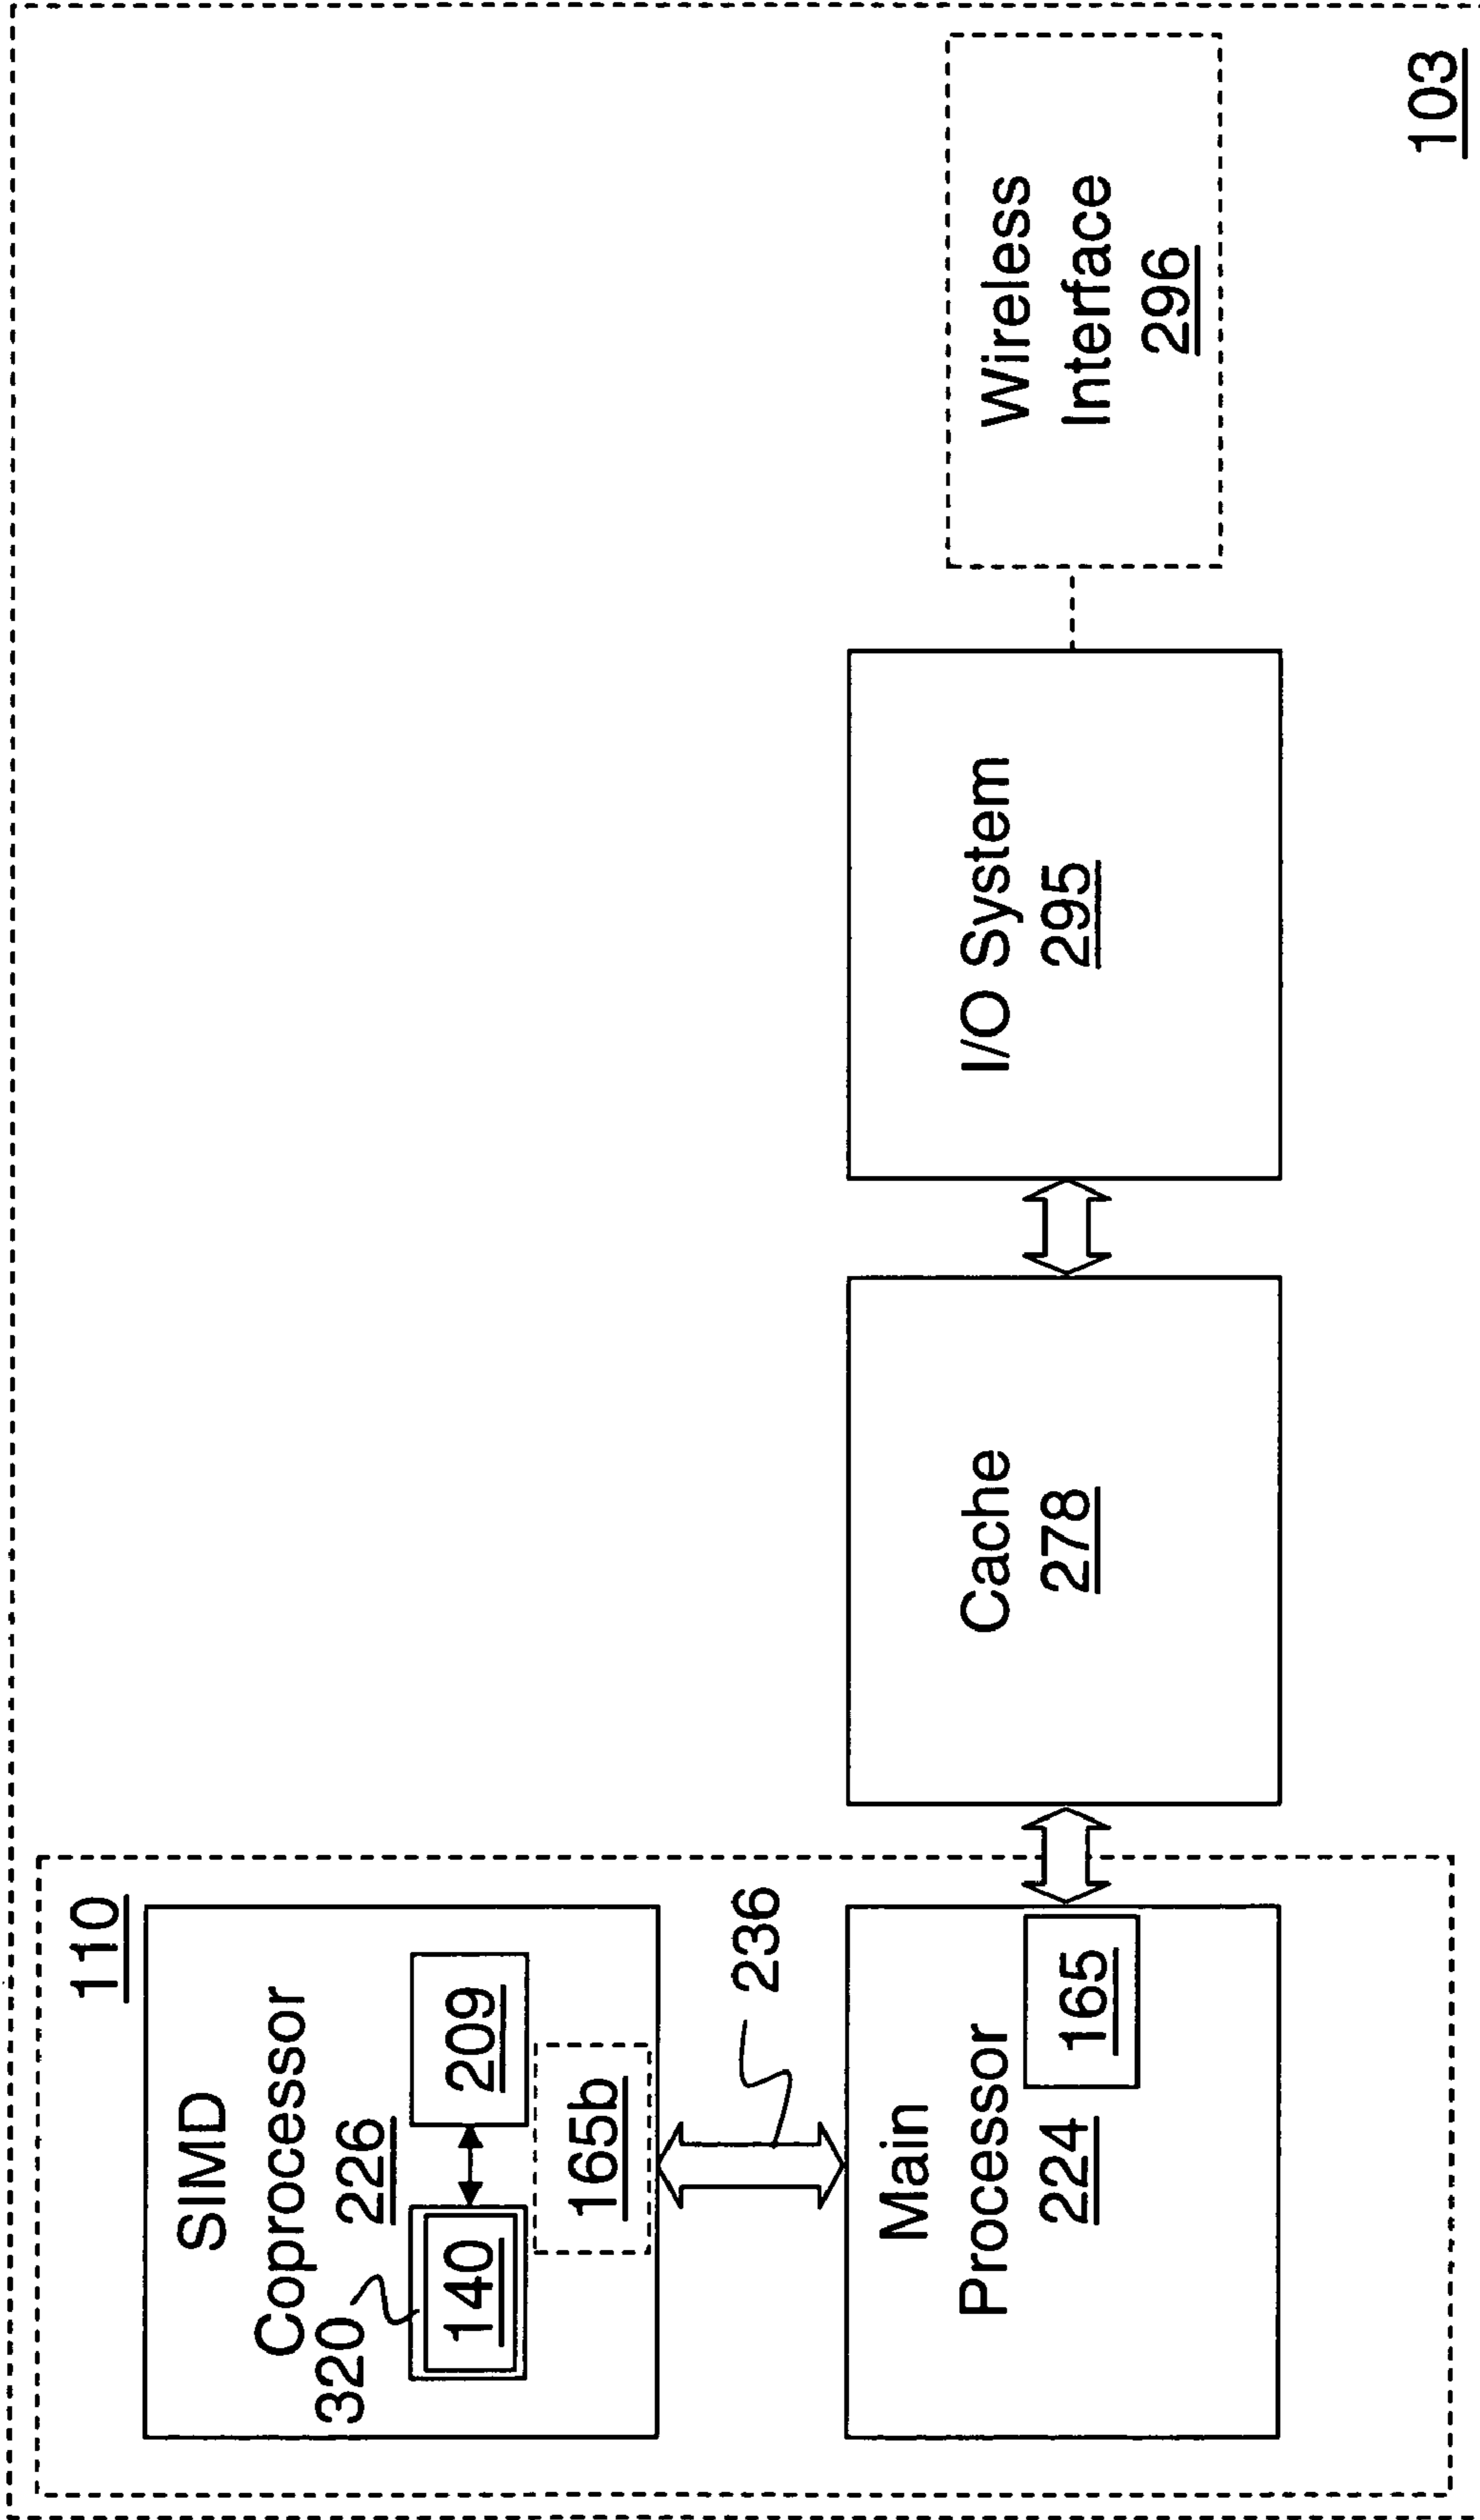 110
SIMD
Coprocessor
226
320
140
209
165b
236
Main
Processor
224
165
Cache
278
I/O System
295
Wireless
Interface
296
103